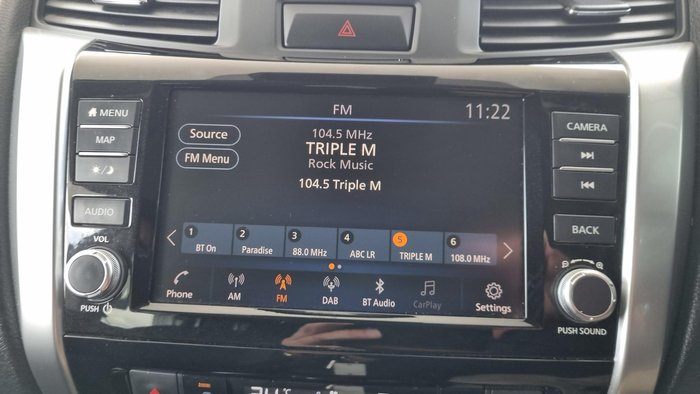 FM
11:22
MENU
MAP
AUDIO
VOL
PUSH
Source
FM Menu
104.5 MHz
TRIPLE M
Rock Music
104.5 Triple M
CAMERA
BACK
PUSH SOUND
1
BT On
2
Paradise
3
88.0 MHz
4
ABC LR
5
TRIPLE M
6
108.0 MHz
Phone
AM
FM
DAB
BT Audio
CarPlay
Settings